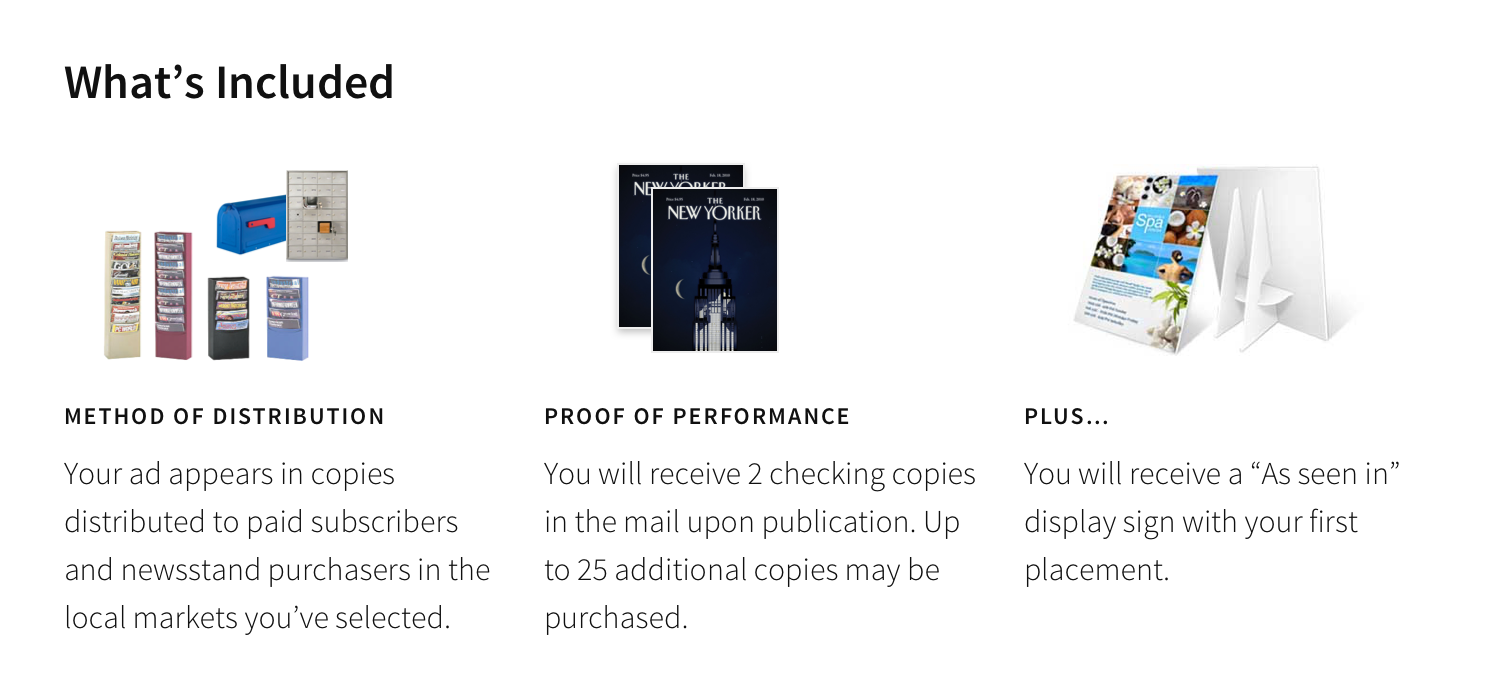 What’s Included
THE
NEW YORKER
THE
NEW YORKER
Spa
METHOD OF DISTRIBUTION
Your ad appears in copies
distributed to paid subscribers
and newsstand purchasers in the
local markets you’ve selected.
PROOF OF PERFORMANCE
You will receive 2 checking copies
in the mail upon publication. Up
to 25 additional copies may be
purchased.
PLUS...
You will receive a “As seen in”
display sign with your first
placement.